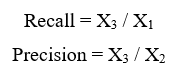 Recall = X₃ / X₁
Precision = X₃ / X₂